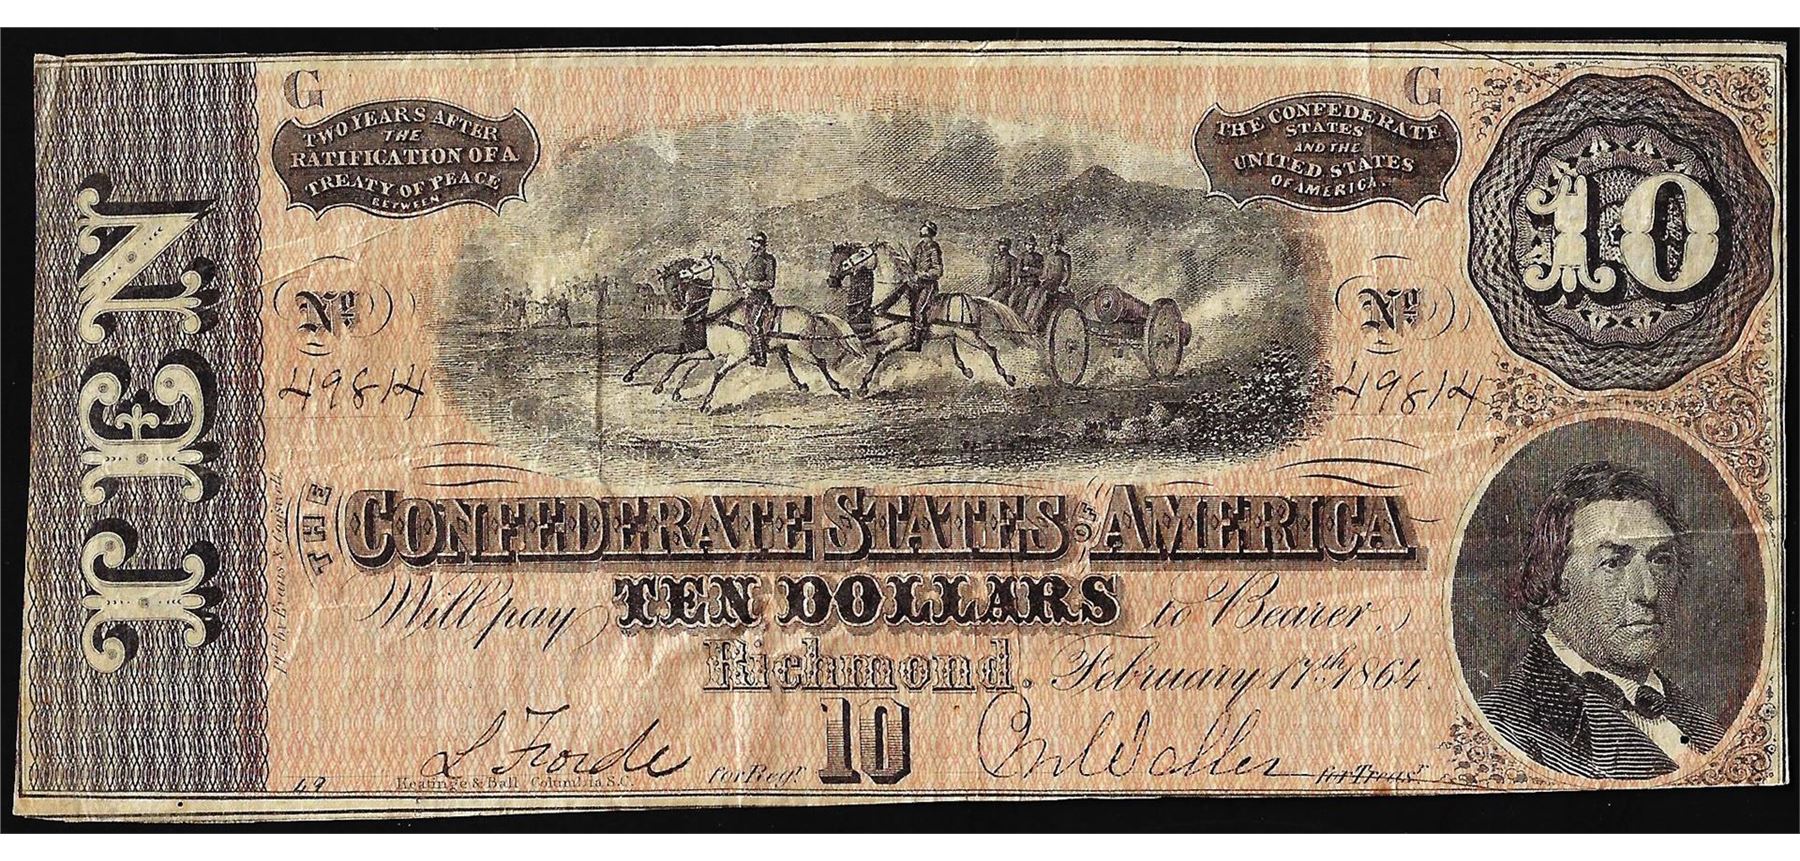 TEN
G
TWO YEARS AFTER
THE
RATIFICATION OF A
TREATY OF PEACE
BETWEEN
G
THE CONFEDERATE
STATES
AND THE
UNITED STATES
OF AMERICA
10
No
49814
No
49814
THE CONFEDERATE STATES OF AMERICA
Will pay TEN DOLLARS to Bearer,
Richmond. February 17th 1864.
L Forde for Regr
10
for Treasr
49
Keatinge & Ball Columbia S.C.